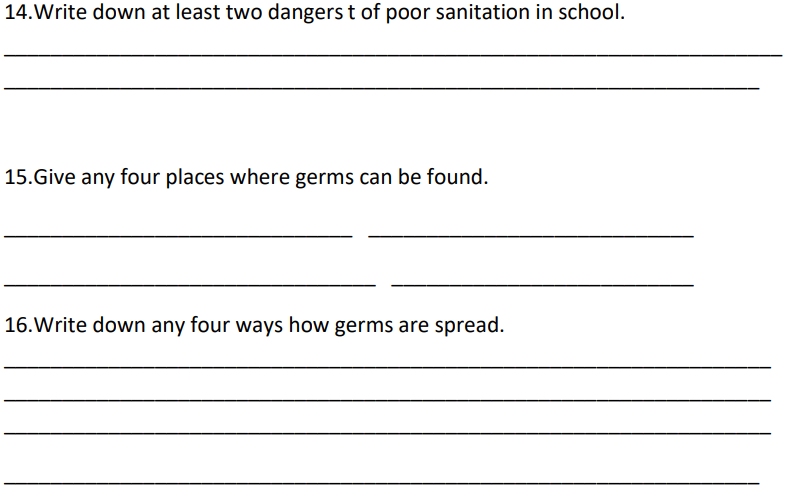 14.Write down at least two dangers t of poor sanitation in school.
15.Give any four places where germs can be found.
16.Write down any four ways how germs are spread.